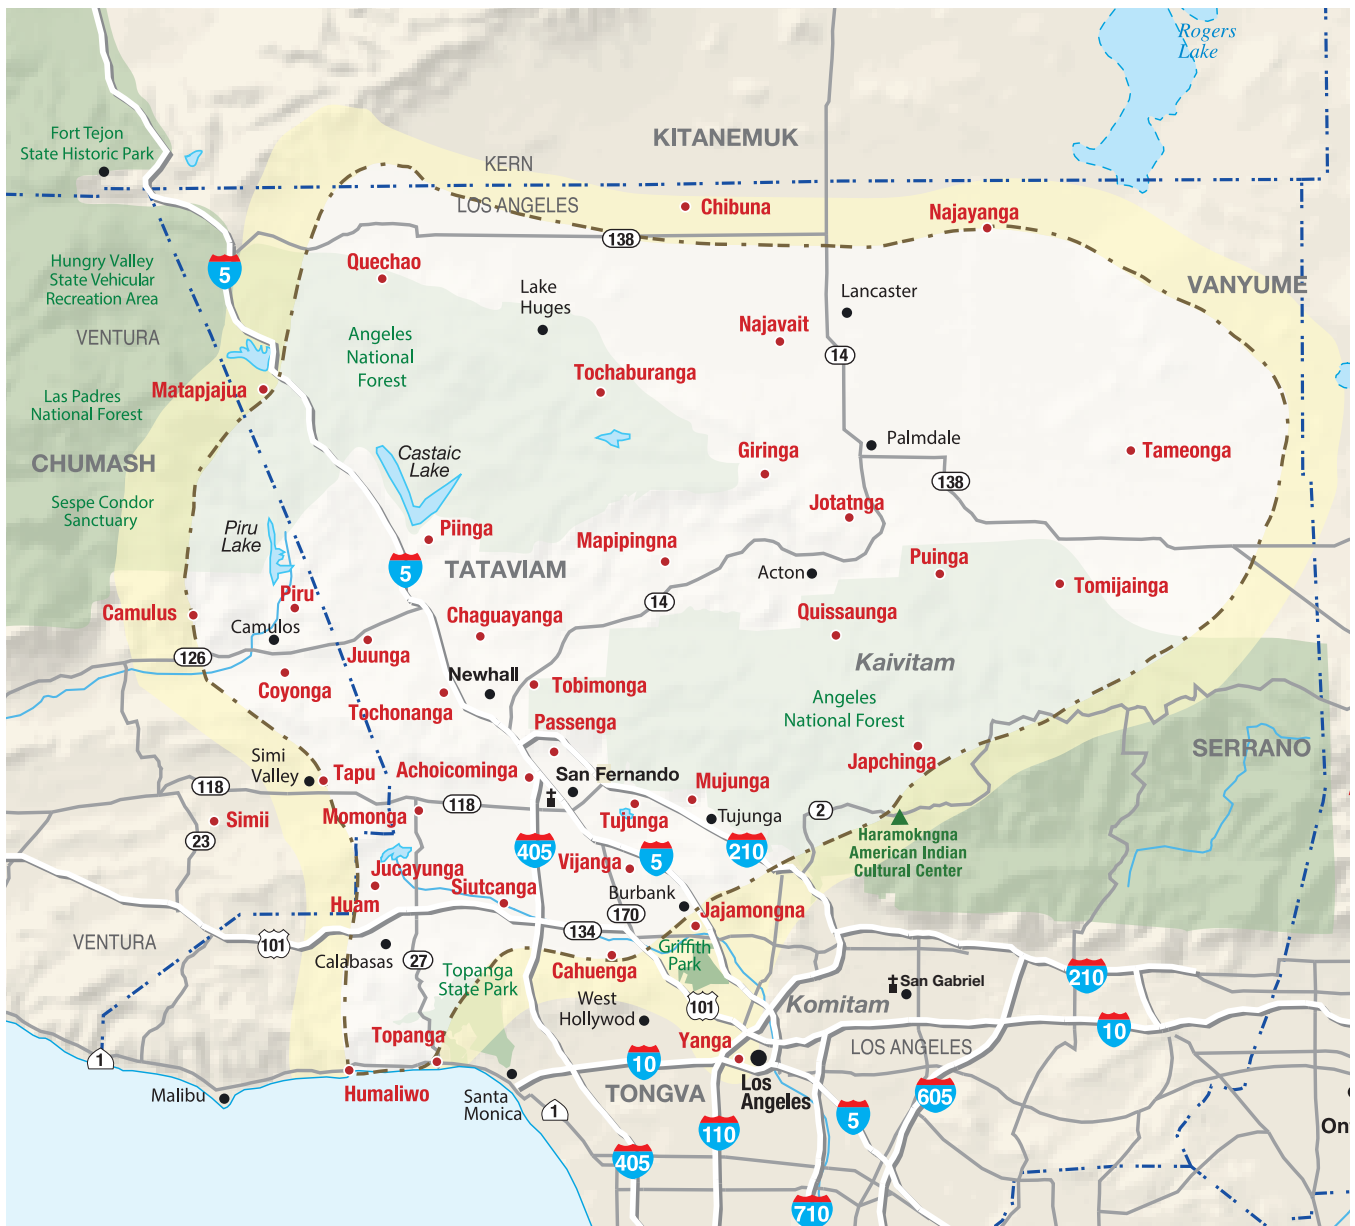 Rogers
Lake
Fort Tejon
State Historic Park
KITANEMUK
KERN
LOS ANGELES
Chibuna
Najayanga
138
Quechao
5
Hungry Valley
State Vehicular
Recreation Area
VENTURA
Lake
Huges
Lancaster
VANYUME
Najavait
Angeles
National
Forest
14
Tochaburanga
Matapjajua
Las Padres
National Forest
CHUMASH
Castaic
Lake
Palmdale
Giringa
Tameonga
138
Sespe Condor
Sanctuary
Jotatnga
Piru
Lake
Piinga
Mapipingna
TATAVIAM
5
Acton
Puinga
Tomijainga
Piru
14
Camulus
Camulos
Chaguayanga
Quissaunga
126
Juunga
Kaivitam
Newhall
Coyonga
Tobimonga
Tochonanga
Angeles
National Forest
Passenga
SERRANO
Simi
Valley
Tapu
Achoicominga
San Fernando
Japchinga
Mujunga
118
Momonga
118
Simii
23
Tujunga
Tujunga
2
Haramokngna
American Indian
Cultural Center
405
5
210
Jucayunga
Vijanga
Siutcanga
Burbank
Huam
170
Jajamongna
VENTURA
101
134
Calabasas
27
Griffith
Park
Cahuenga
Topanga
State Park
210
San Gabriel
West
Hollywod
101
Komitam
10
Topanga
Yanga
LOS ANGELES
1
10
Humaliwo
Malibu
Santa
Monica
TONGVA
Los
Angeles
605
1
5
110
Ont
405
710